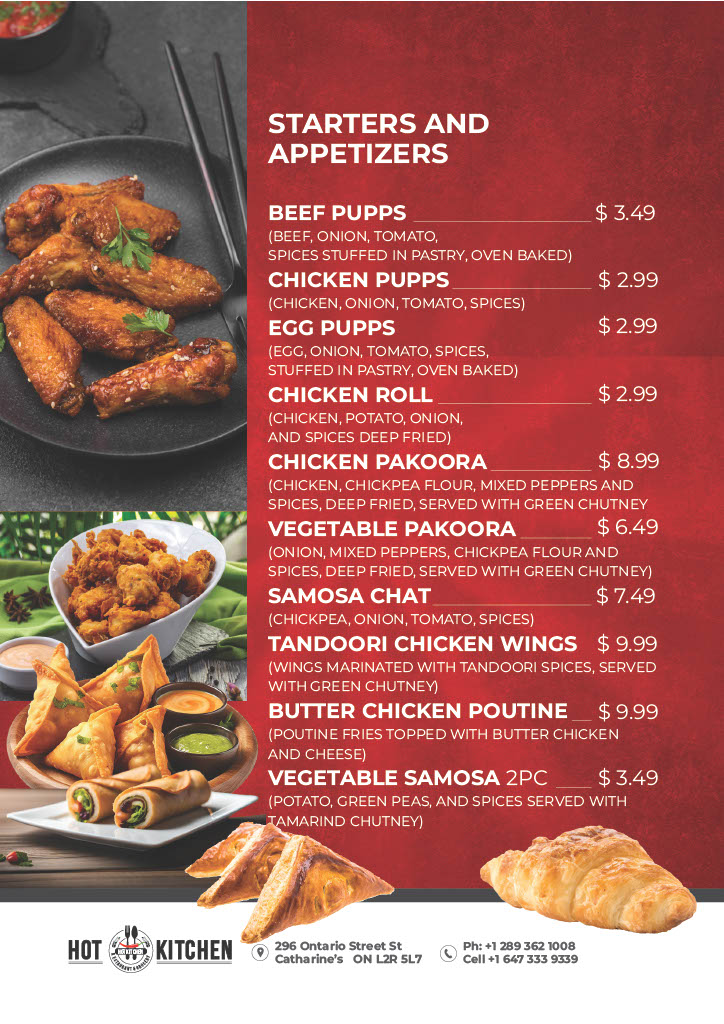 STARTERS AND
APPETIZERS
BEEF PUPPS $ 3.49
(BEEF, ONION, TOMATO,
SPICES STUFFED IN PASTRY, OVEN BAKED)
CHICKEN PUPPS $ 2.99
(CHICKEN, ONION, TOMATO, SPICES)
EGG PUPPS $ 2.99
(EGG, ONION, TOMATO, SPICES,
STUFFED IN PASTRY, OVEN BAKED)
CHICKEN ROLL $ 2.99
(CHICKEN, POTATO, ONION,
AND SPICES DEEP FRIED)
CHICKEN PAKOORA $ 8.99
(CHICKEN, CHICKPEA FLOUR, MIXED PEPPERS AND
SPICES, DEEP FRIED, SERVED WITH GREEN CHUTNEY
VEGETABLE PAKOORA $ 6.49
(ONION, MIXED PEPPERS, CHICKPEA FLOUR AND
SPICES, DEEP FRIED, SERVED WITH GREEN CHUTNEY)
SAMOSA CHAT $ 7.49
(CHICKPEA, ONION, TOMATO, SPICES)
TANDOORI CHICKEN WINGS $ 9.99
(WINGS MARINATED WITH TANDOORI SPICES, SERVED
WITH GREEN CHUTNEY)
BUTTER CHICKEN POUTINE $ 9.99
(POUTINE FRIES TOPPED WITH BUTTER CHICKEN
AND CHEESE)
VEGETABLE SAMOSA 2PC $ 3.49
(POTATO, GREEN PEAS, AND SPICES SERVED WITH
TAMARIND CHUTNEY)
HOT KITCHEN
HOT KITCHEN
296 Ontario Street St
Catharine's ON L2R 5L7
Ph: +1 289 362 1008
Cell +1 647 333 9339